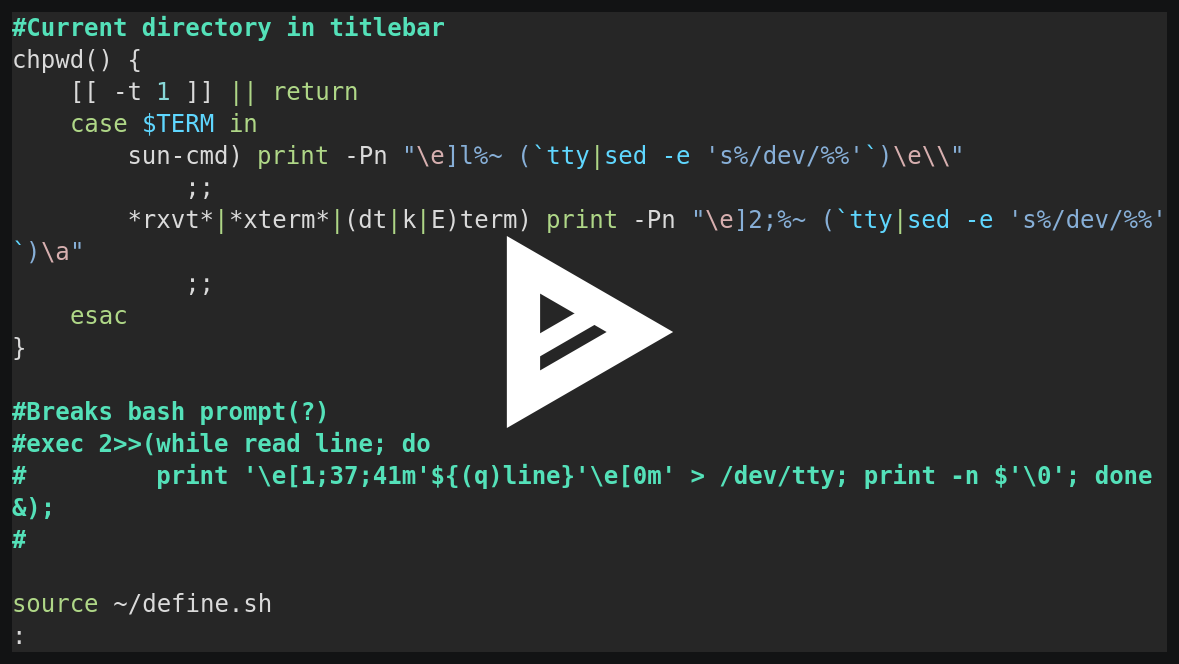 #Current directory in titlebar
chpwd() {
    [[ -t 1 ]] || return
    case $TERM in
        sun-cmd) print -Pn "\e]l%~ (`tty|sed -e 's%/dev/%%'`)\e\\"
            ;;
        *rxvt*|*xterm*|(dt|k|E)term) print -Pn "\e]2;%~ (`tty|sed -e 's%/dev/%%'
`)\a"
            ;;
    esac
}

#Breaks bash prompt(?)
#exec 2>>(while read line; do
#         print '\e[1;37;41m'${(q)line}'\e[0m' > /dev/tty; print -n $'\0'; done
&);
#

source ~/define.sh
: